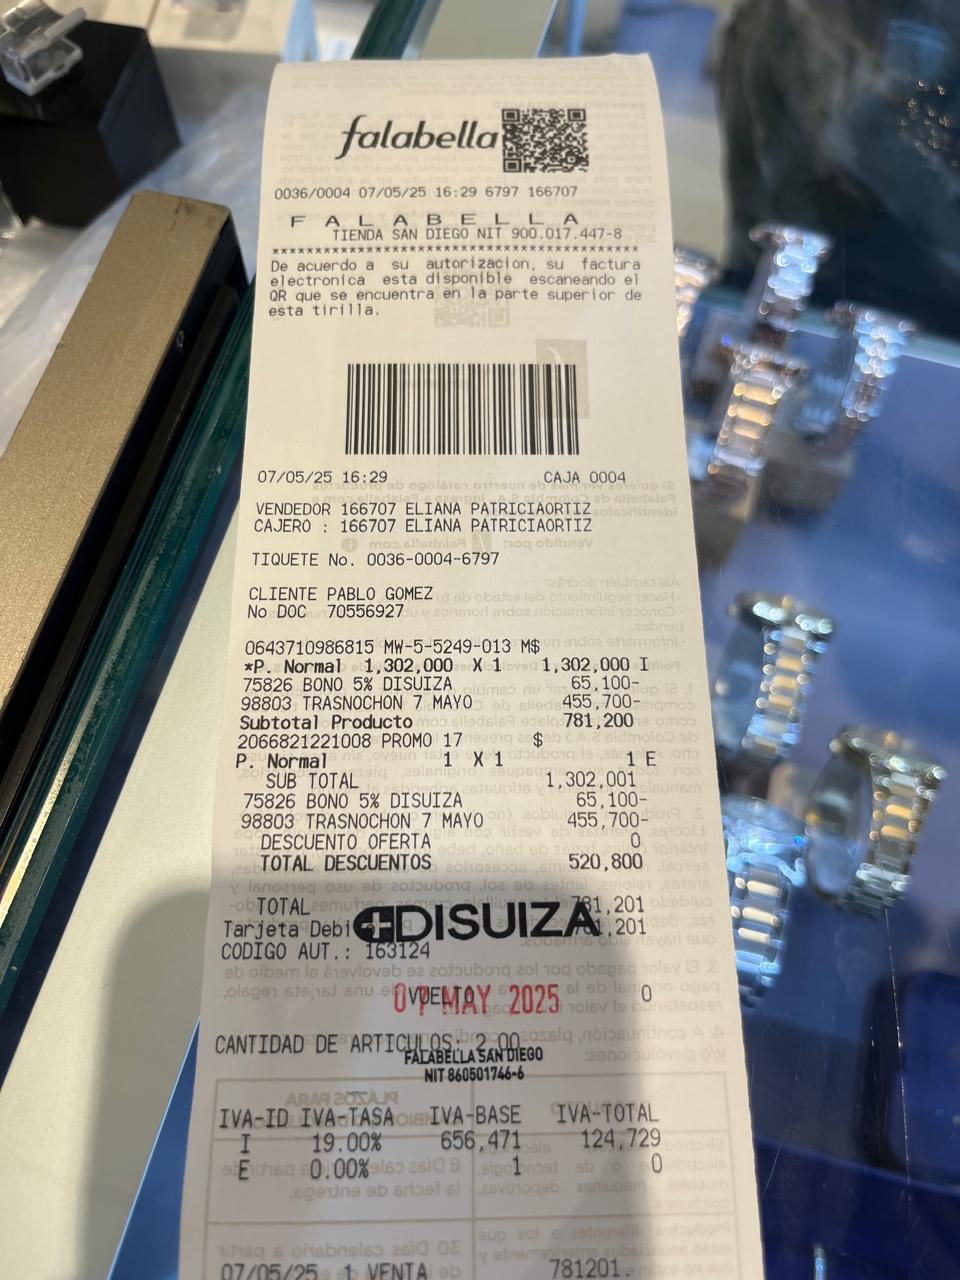 falabella
0036/0004 07/05/25 16:29 6797 166707
F A L A B E L L A
TIENDA SAN DIEGO NIT 900.017.447-8
****************************************
De acuerdo a su autorizacion, su factura
electronica esta disponible escaneando el
QR que se encuentra en la parte superior de
esta tirilla.
07/05/25 16:29 CAJA 0004
VENDEDOR 166707 ELIANA PATRICIAORTIZ
CAJERO : 166707 ELIANA PATRICIAORTIZ
TIQUETE No. 0036-0004-6797
CLIENTE PABLO GOMEZ
No DOC 70556927
0643710986815 MW-5-5249-013 M$
*P. Normal 1,302,000 X 1 1,302,000 I
75826 BONO 5% DISUIZA 65,100-
98803 TRASNOCHON 7 MAYO 455,700-
Subtotal Producto 781,200
2066821221008 PROMO 17 $
P. Normal 1 X 1 1 E
SUB TOTAL 1,302,001
75826 BONO 5% DISUIZA 65,100-
98803 TRASNOCHON 7 MAYO 455,700-
DESCUENTO OFERTA 0
TOTAL DESCUENTOS 520,800
TOTAL 781,201
Tarjeta Debi
DISUIZA
CODIGO AUT.: 163124
VUELTO 0
07 MAY 2025
CANTIDAD DE ARTICULOS: 2.00
FALABELLA SAN DIEGO
NIT 860501746-6
IVA-ID IVA-TASA IVA-BASE IVA-TOTAL
I 19.00% 656,471 124,729
E 0.00% 1 0
07/05/25 1 VENTA 781201.